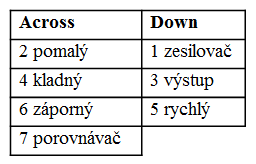 Across Down
2 pomalý 1 zesilovač
4 kladný 3 výstup
6 záporný 5 rychlý
7 porovnávač